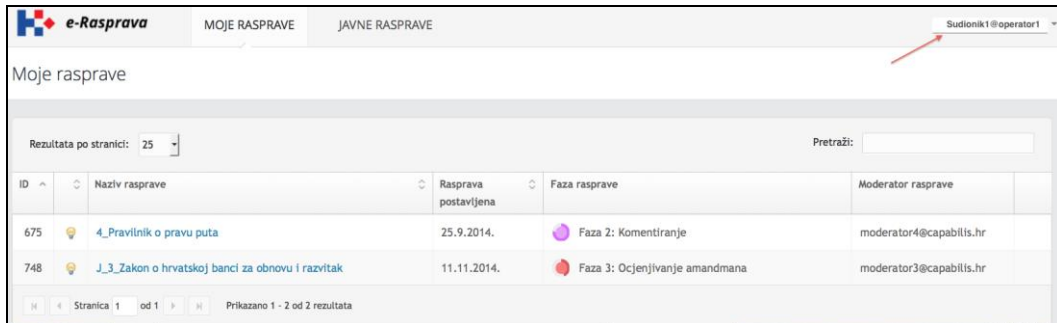 e-Rasprava MOJE RASPRAVE JAVNE RASPRAVE Sudionik1@operator1
Moje rasprave
Rezultata po stranici: 25 Pretraži:
ID Naziv rasprave Rasprava postavljena Faza rasprave Moderator rasprave
675 4_Pravilnik o pravu puta 25.9.2014. Faza 2: Komentiranje moderator4@capabilis.hr
748 J_3_Zakon o hrvatskoj banci za obnovu i razvitak 11.11.2014. Faza 3: Ocjenjivanje amandmana moderator3@capabilis.hr
Stranica 1 od 1 Prikazano 1 - 2 od 2 rezultata